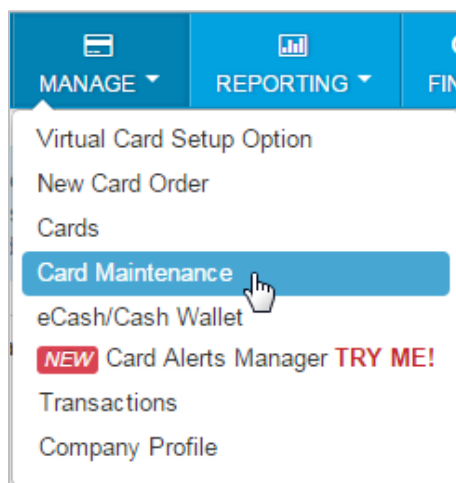 MANAGE REPORTING
Virtual Card Setup Option
New Card Order
Cards
Card Maintenance
eCash/Cash Wallet
NEW Card Alerts Manager TRY ME!
Transactions
Company Profile